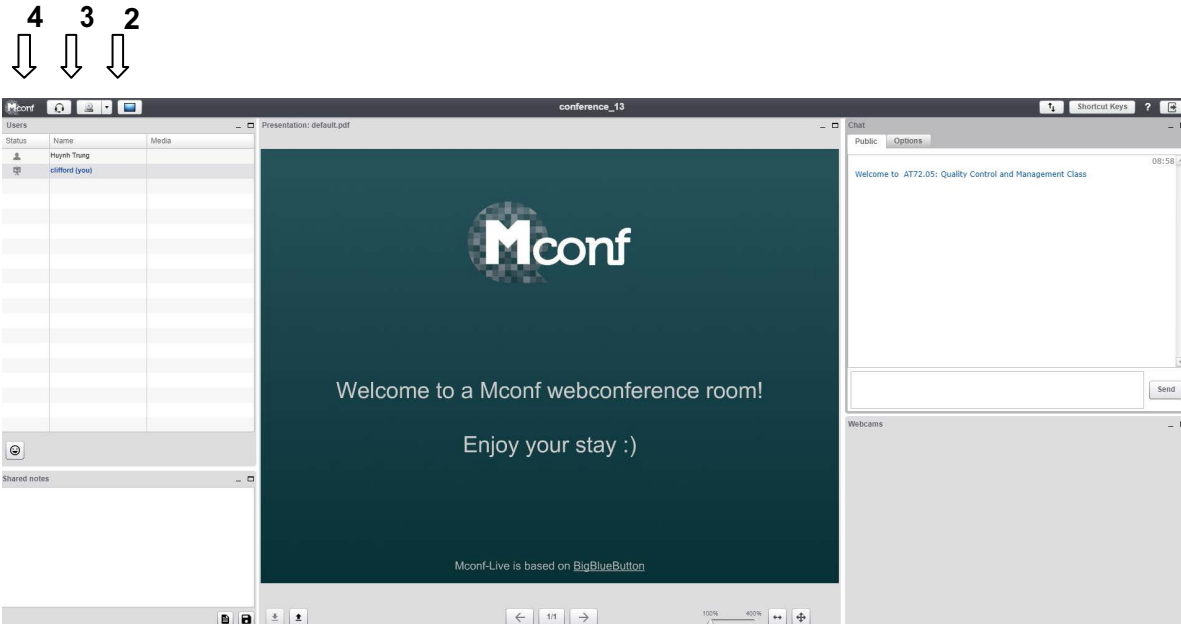 4 3 2
Mconf
conference_13
Shortcut Keys ?
Users
Status Name Media
Huynh Trung
clifford (you)
Shared notes
Presentation: default.pdf
Mconf
Welcome to a Mconf webconference room!
Enjoy your stay :)
Mconf-Live is based on BigBlueButton
1/1
100% 400%
Chat
Public Options
08:58
Welcome to AT72.05: Quality Control and Management Class
Send
Webcams